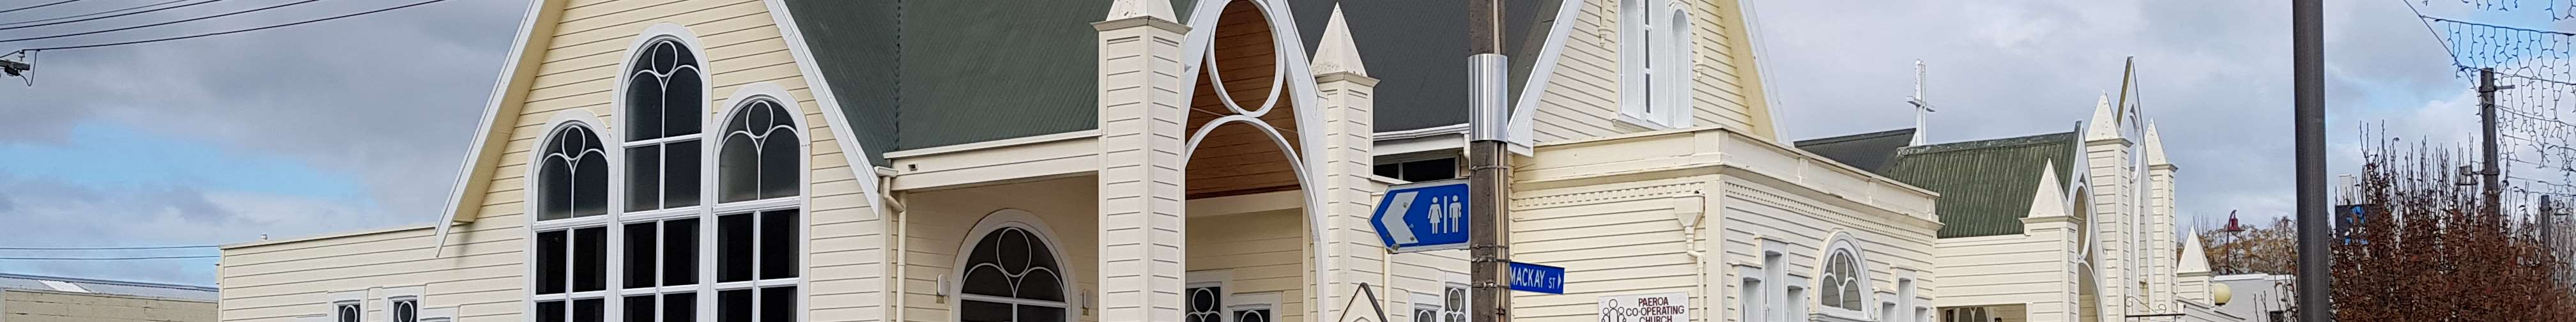 MACKAY ST
PAEROA
CO-OPERATING
CHURCH